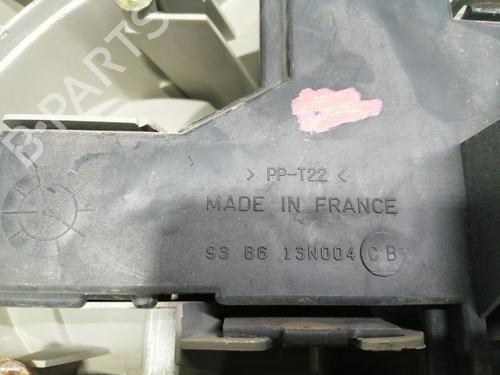 B-PARTS
> PP-T22 <
MADE IN FRANCE
93 B6 13N004 CB